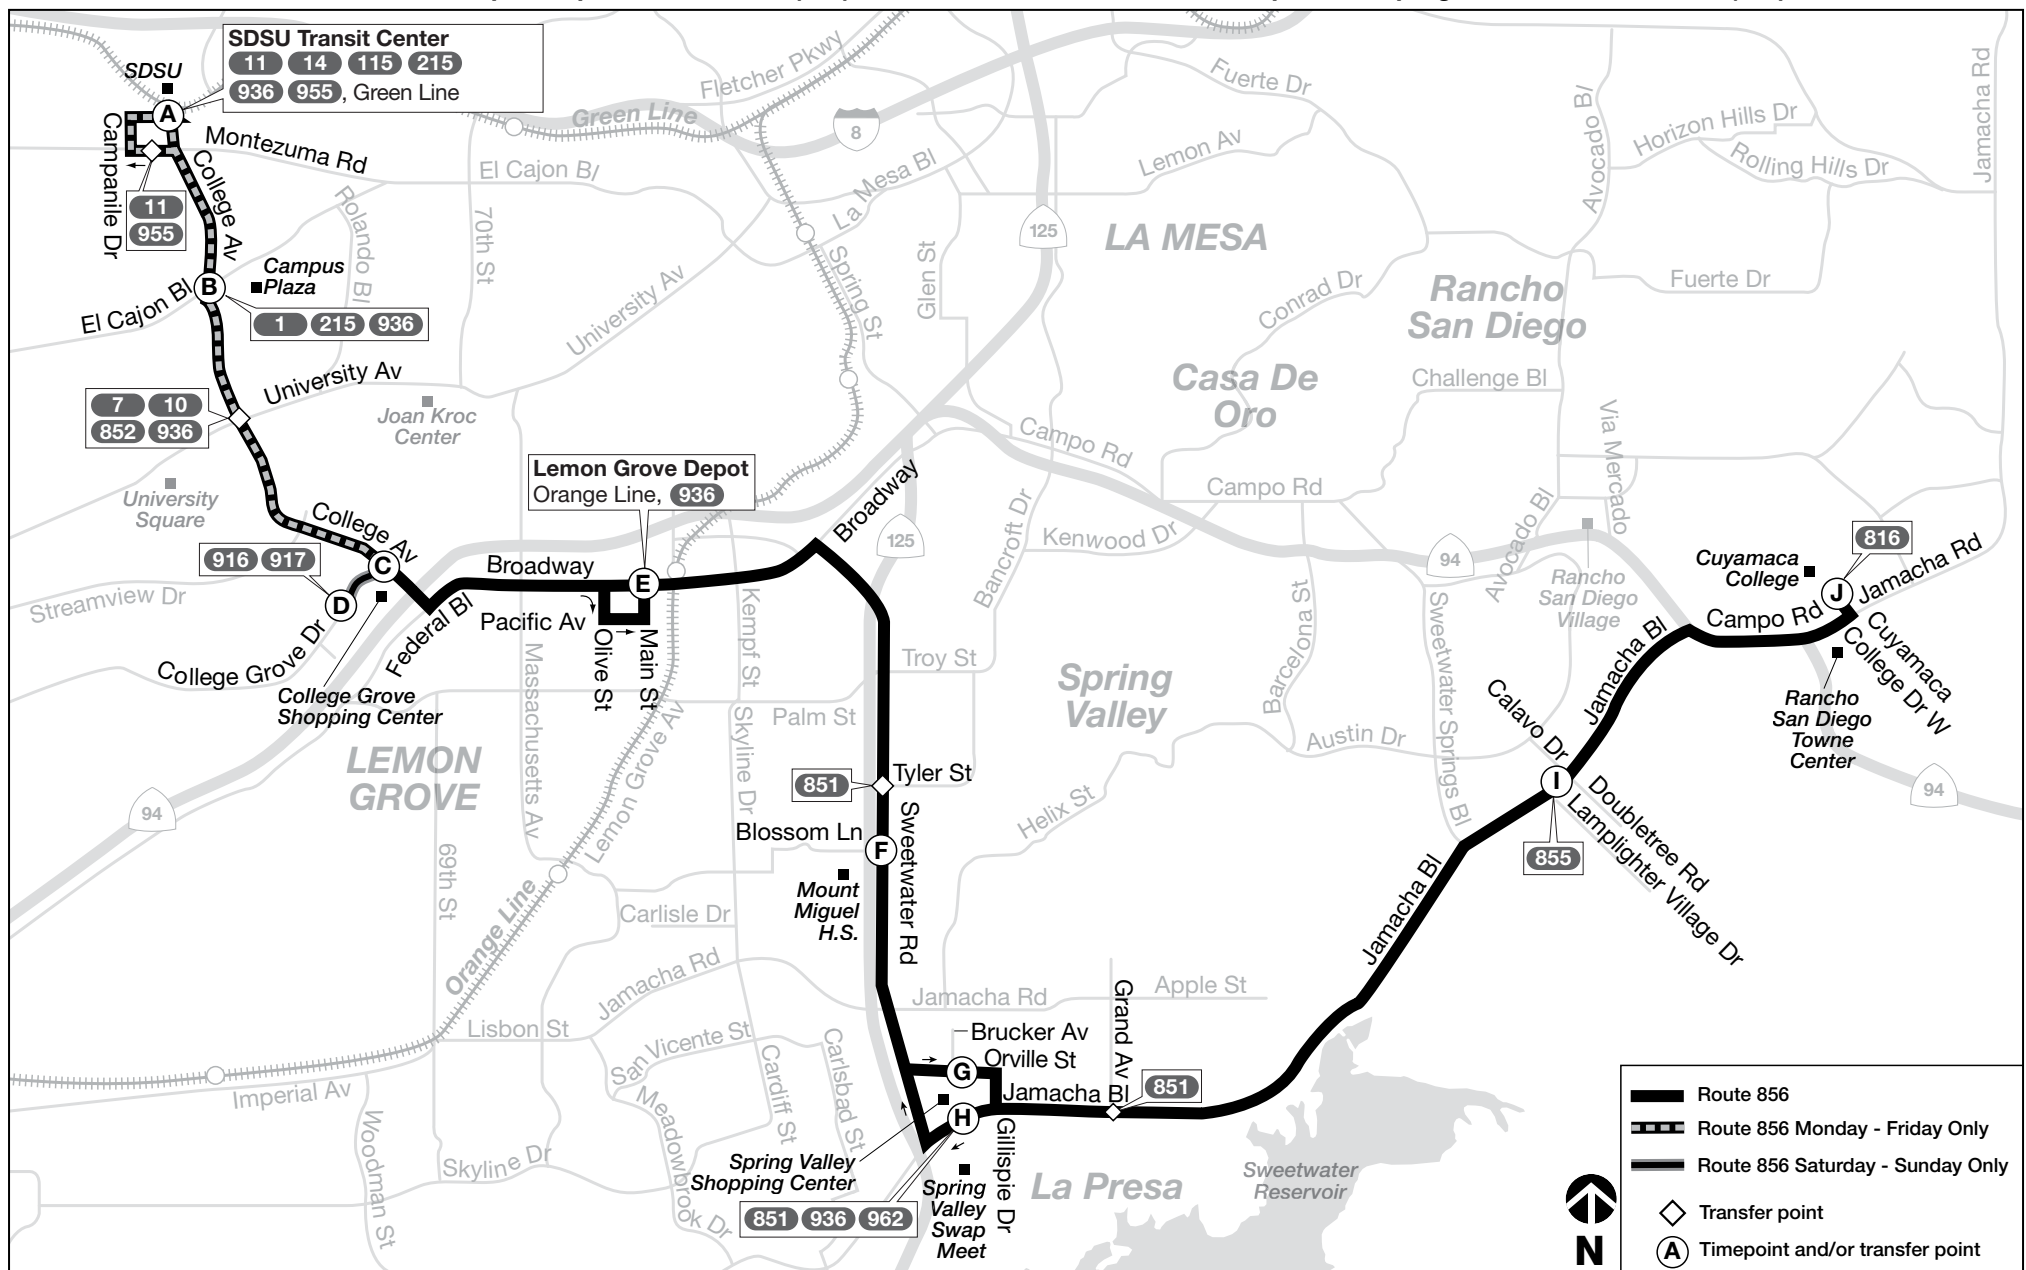 SDSU Transit Center
11 14 115 215
936 955, Green Line
SDSU
A
Montezuma Rd
Campanile Dr
College Av
11
955
Fletcher Pkwy
Green Line
8
Fuerte Dr
Avocado Bl
Horizon Hills Dr
Rolling Hills Dr
Jamacha Rd
El Cajon Bl
Rolando Bl
70th St
La Mesa Bl
Lemon Av
125
LA MESA
Spring St
Glen St
Campus
Plaza
B
El Cajon Bl
1 215 936
University Av
Conrad Dr
Rancho
San Diego
Fuerte Dr
University Av
7 10
852 936
Joan Kroc
Center
Casa De
Oro
Challenge Bl
Via Mercado
University
Square
Lemon Grove Depot
Orange Line, 936
Broadway
Campo Rd
Campo Rd
College Av
916 917
C
D
E
Broadway
125
Bancroft Dr
Kenwood Dr
94
Avocado Bl
Rancho
San Diego
Village
816
Cuyamaca
College
J
Jamacha Rd
Campo Rd
Cuyamaca
College Dr W
Streamview Dr
College Grove Dr
Federal Bl
Pacific Av
Olive St
Main St
Kempf St
Massachusetts Av
College Grove
Shopping Center
Troy St
Palm St
Skyline Dr
Lemon Grove Av
Spring
Valley
Barcelona St
Sweetwater Springs Bl
Austin Dr
Jamacha Bl
Calavo Dr
Rancho
San Diego
Towne
Center
94
LEMON
GROVE
94
851
Tyler St
Blossom Ln
F
Sweetwater Rd
Mount
Miguel
H.S.
Helix St
I
855
Doubletree Rd
Lamplighter Village Dr
Jamacha Bl
69th St
Orange Line
Carlisle Dr
Jamacha Rd
Jamacha Rd
Apple St
Grand Av
Lisbon St
San Vicente St
Brucker Av
Orville St
G
Jamacha Bl
851
H
Imperial Av
Meadowbrook Dr
Cardiff St
Carlsbad St
Woodman St
Skyline Dr
Spring Valley
Shopping Center
851 936 962
Gillispie Dr
Spring
Valley
Swap
Meet
La Presa
Sweetwater
Reservoir
N
Route 856
Route 856 Monday - Friday Only
Route 856 Saturday - Sunday Only
Transfer point
A Timepoint and/or transfer point